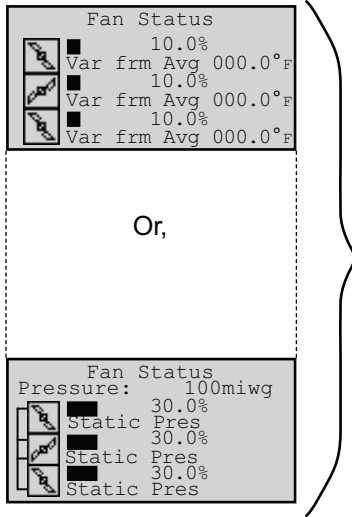 Fan Status
10.0%
Var frm Avg 000.0°F
10.0%
Var frm Avg 000.0°F
10.0%
Var frm Avg 000.0°F
Or,
Fan Status
Pressure: 100miwg
30.0%
Static Pres
30.0%
Static Pres
30.0%
Static Pres